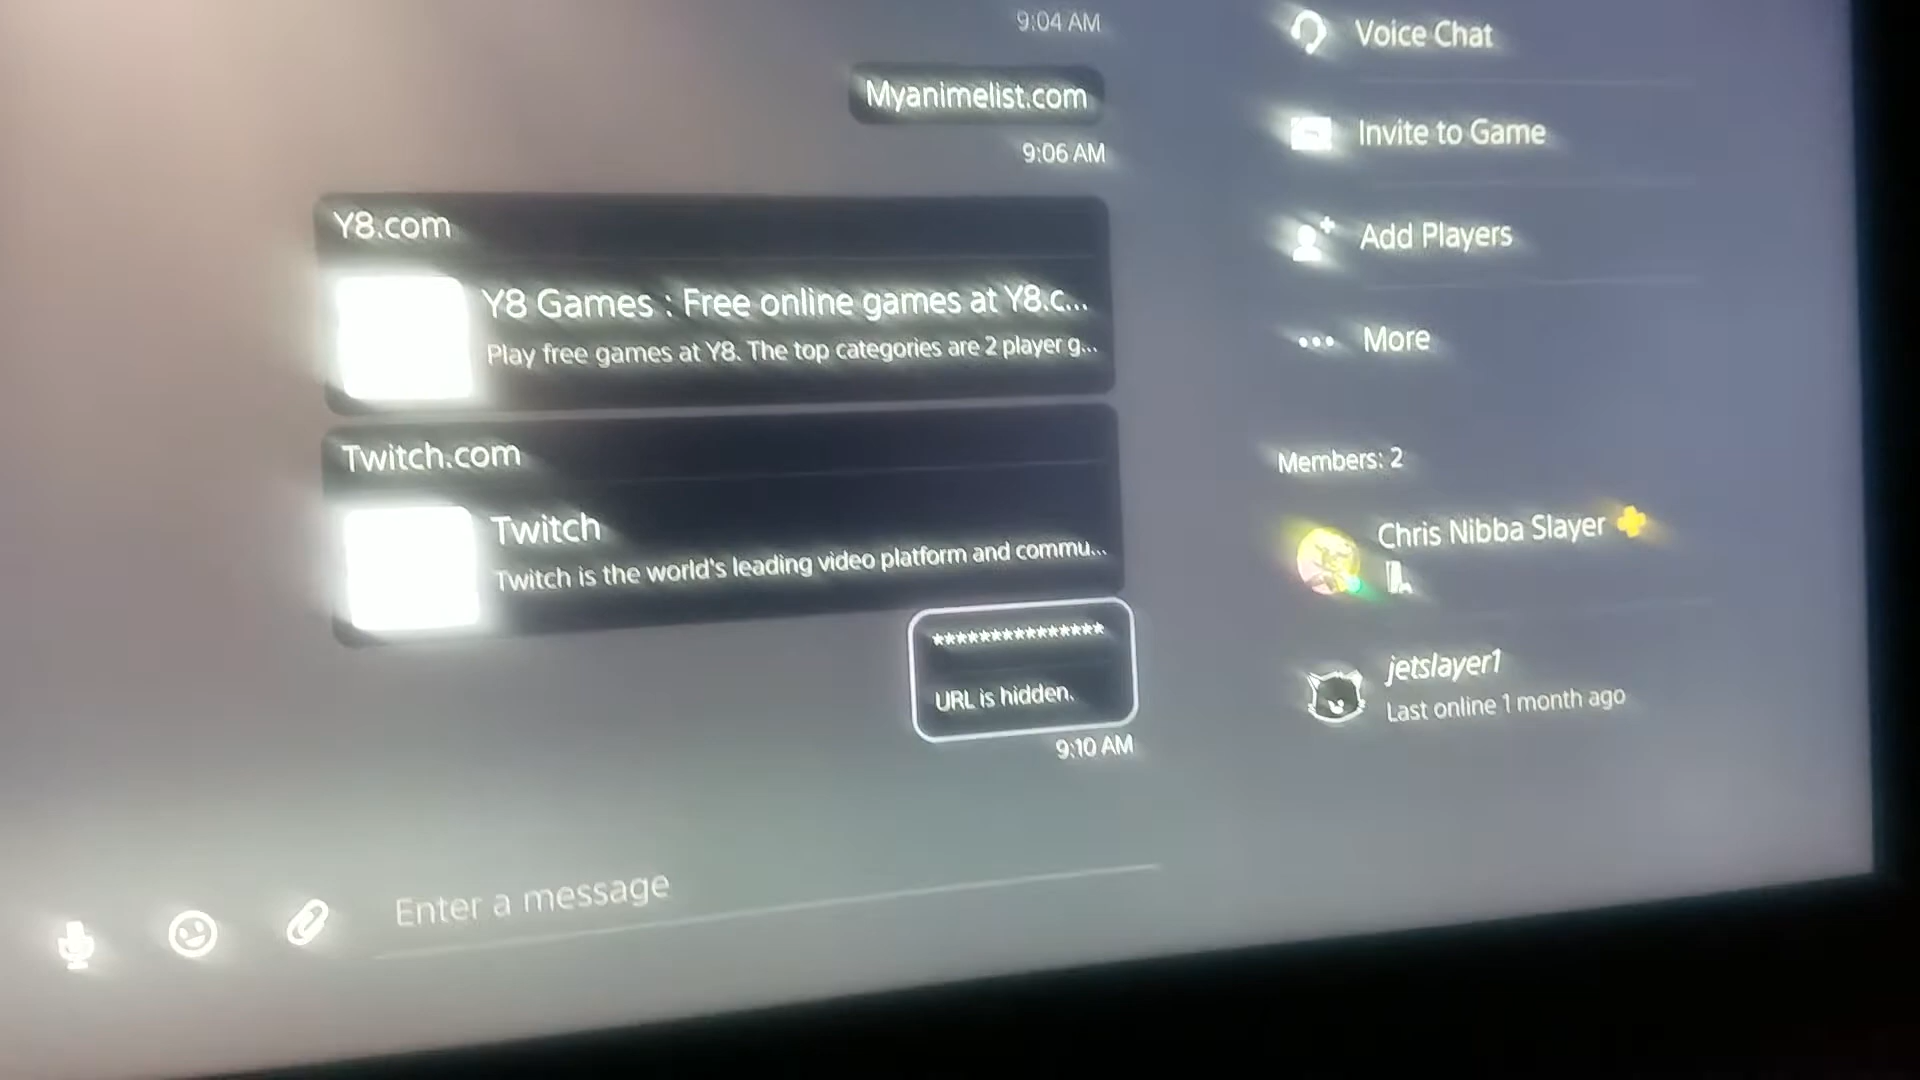 9:04 AM
Myanimelist.com
9:06 AM
Y8.com
Y8 Games : Free online games at Y8.c...
Play free games at Y8. The top categories are 2 player g...
Twitch.com
Twitch
Twitch is the world's leading video platform and commu...
***************
URL is hidden.
9:10 AM
Enter a message
Voice Chat
Invite to Game
Add Players
More
Members: 2
Chris Nibba Slayer
jetslayer1
Last online 1 month ago